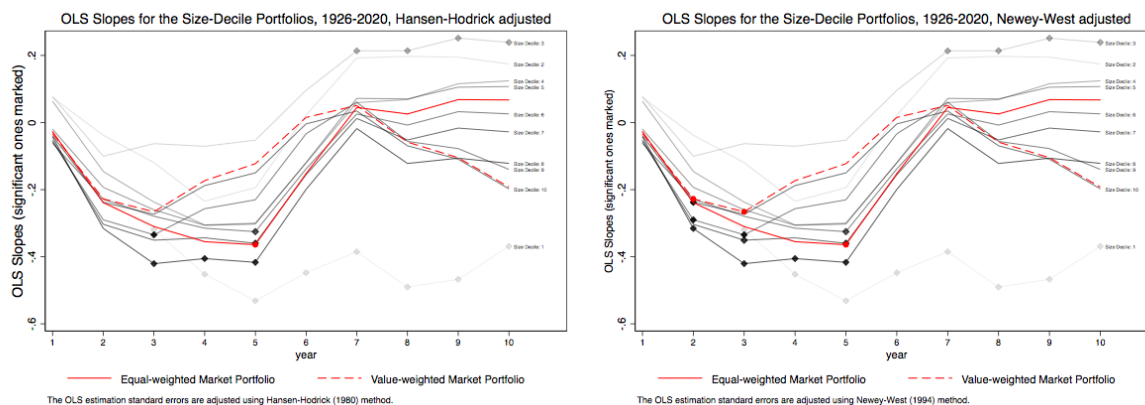 OLS Slopes for the Size-Decile Portfolios, 1926-2020, Hansen-Hodrick adjusted
OLS Slopes (significant ones marked)
.2
0
-.2
-.4
-.6
Size Decile: 3
Size Decile: 2
Size Decile: 4
Size Decile: 5
Size Decile: 6
Size Decile: 7
Size Decile: 8
Size Decile: 9
Size Decile: 10
Size Decile: 1
1 2 3 4 5 6 7 8 9 10
year
Equal-weighted Market Portfolio Value-weighted Market Portfolio
The OLS estimation standard errors are adjusted using Hansen-Hodrick (1980) method.
OLS Slopes for the Size-Decile Portfolios, 1926-2020, Newey-West adjusted
OLS Slopes (significant ones marked)
.2
0
-.2
-.4
-.6
Size Decile: 3
Size Decile: 2
Size Decile: 4
Size Decile: 5
Size Decile: 6
Size Decile: 7
Size Decile: 8
Size Decile: 9
Size Decile: 10
Size Decile: 1
1 2 3 4 5 6 7 8 9 10
year
Equal-weighted Market Portfolio Value-weighted Market Portfolio
The OLS estimation standard errors are adjusted using Newey-West (1994) method.